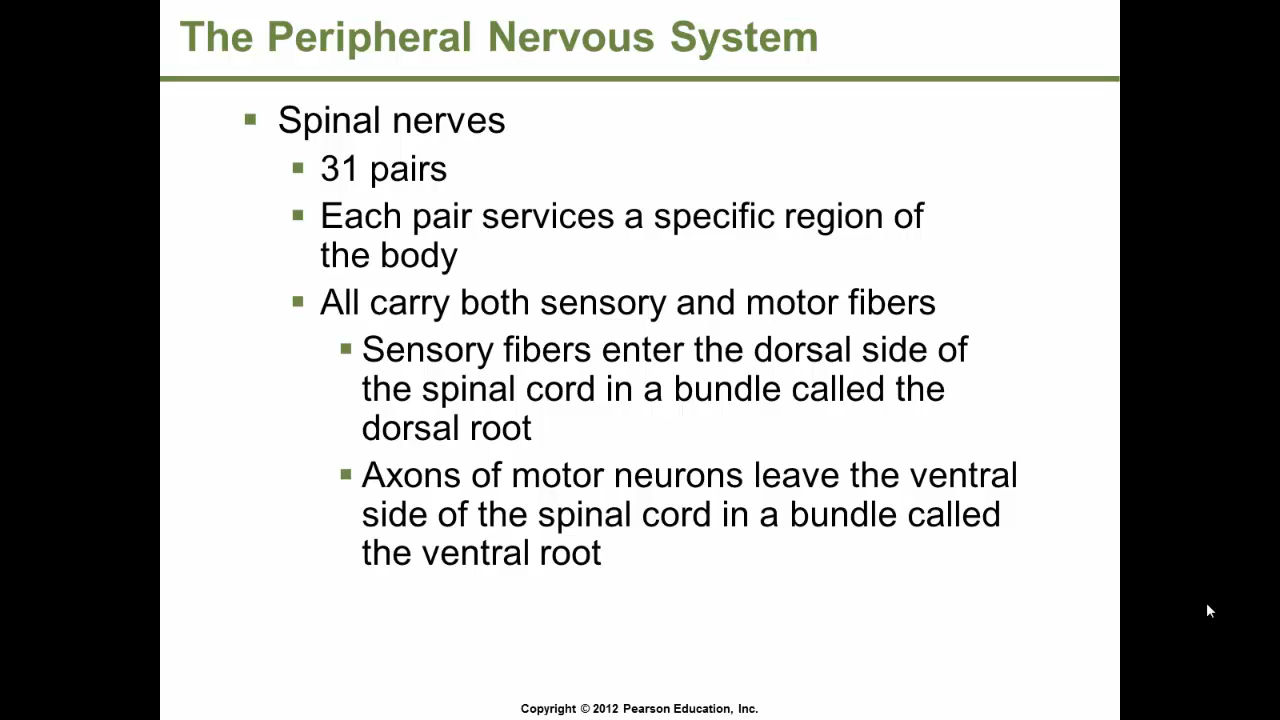 The Peripheral Nervous System
Spinal nerves
31 pairs
Each pair services a specific region of
the body
All carry both sensory and motor fibers
Sensory fibers enter the dorsal side of
the spinal cord in a bundle called the
dorsal root
Axons of motor neurons leave the ventral
side of the spinal cord in a bundle called
the ventral root
Copyright © 2012 Pearson Education, Inc.